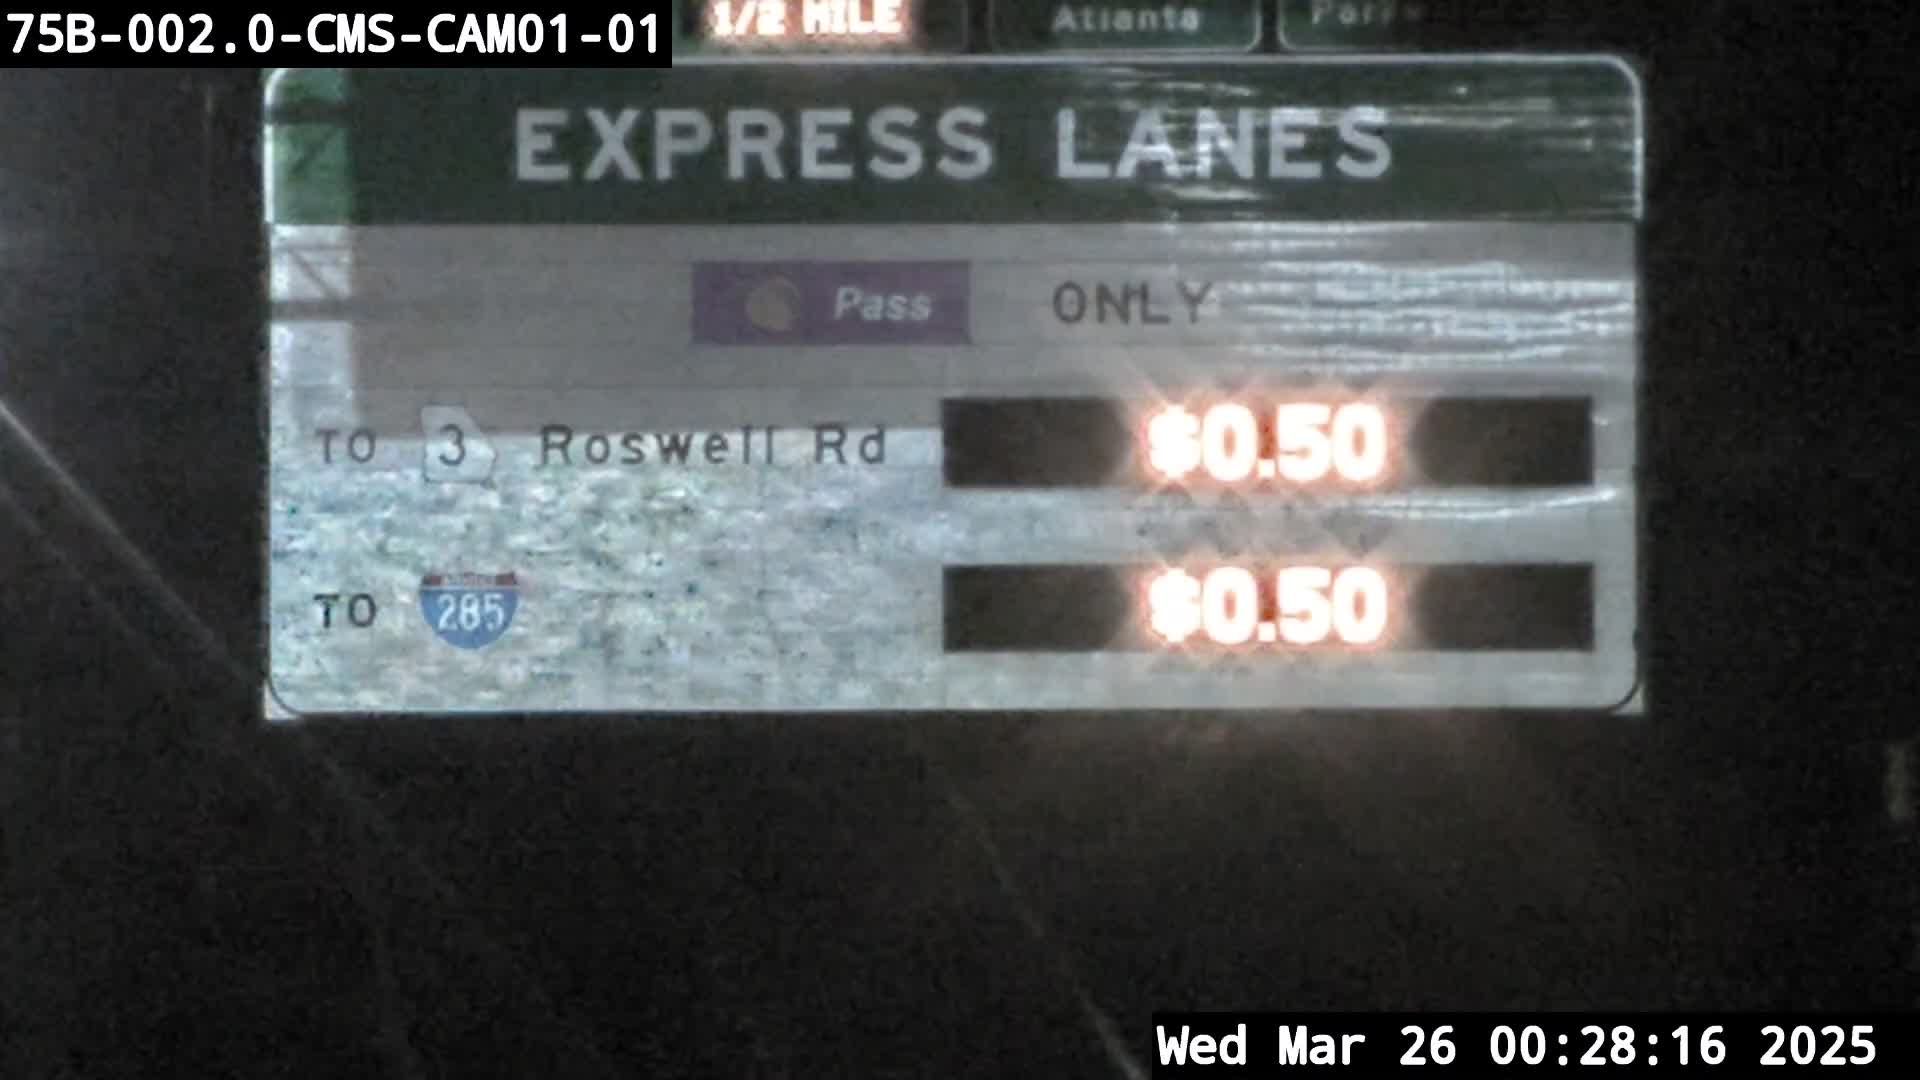 75B-002.0-CMS-CAM01-01
1/2 MILE
Atlanta
EXPRESS LANES
Pass ONLY
TO 3 Roswell Rd $0.50
TO 285 $0.50
Wed Mar 26 00:28:16 2025